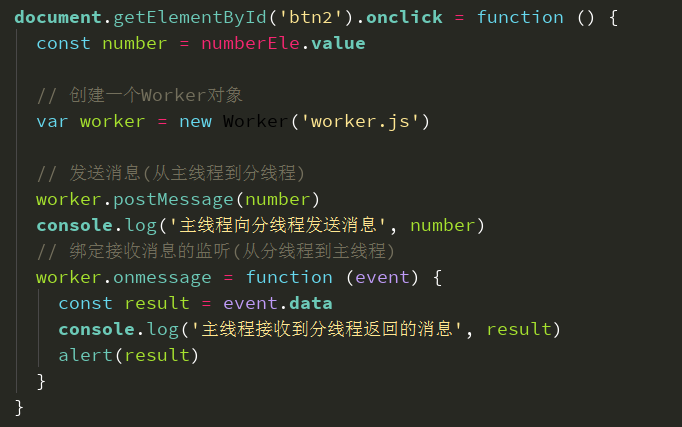 document.getElementById('btn2').onclick = function () {
const number = numberEle.value
// 创建一个Worker对象
var worker = new Worker('worker.js')
// 发送消息(从主线程到分线程)
worker.postMessage(number)
console.log('主线程向分线程发送消息', number)
// 绑定接收消息的监听(从分线程到主线程)
worker.onmessage = function (event) {
const result = event.data
console.log('主线程接收到分线程返回的消息', result)
alert(result)
}
}